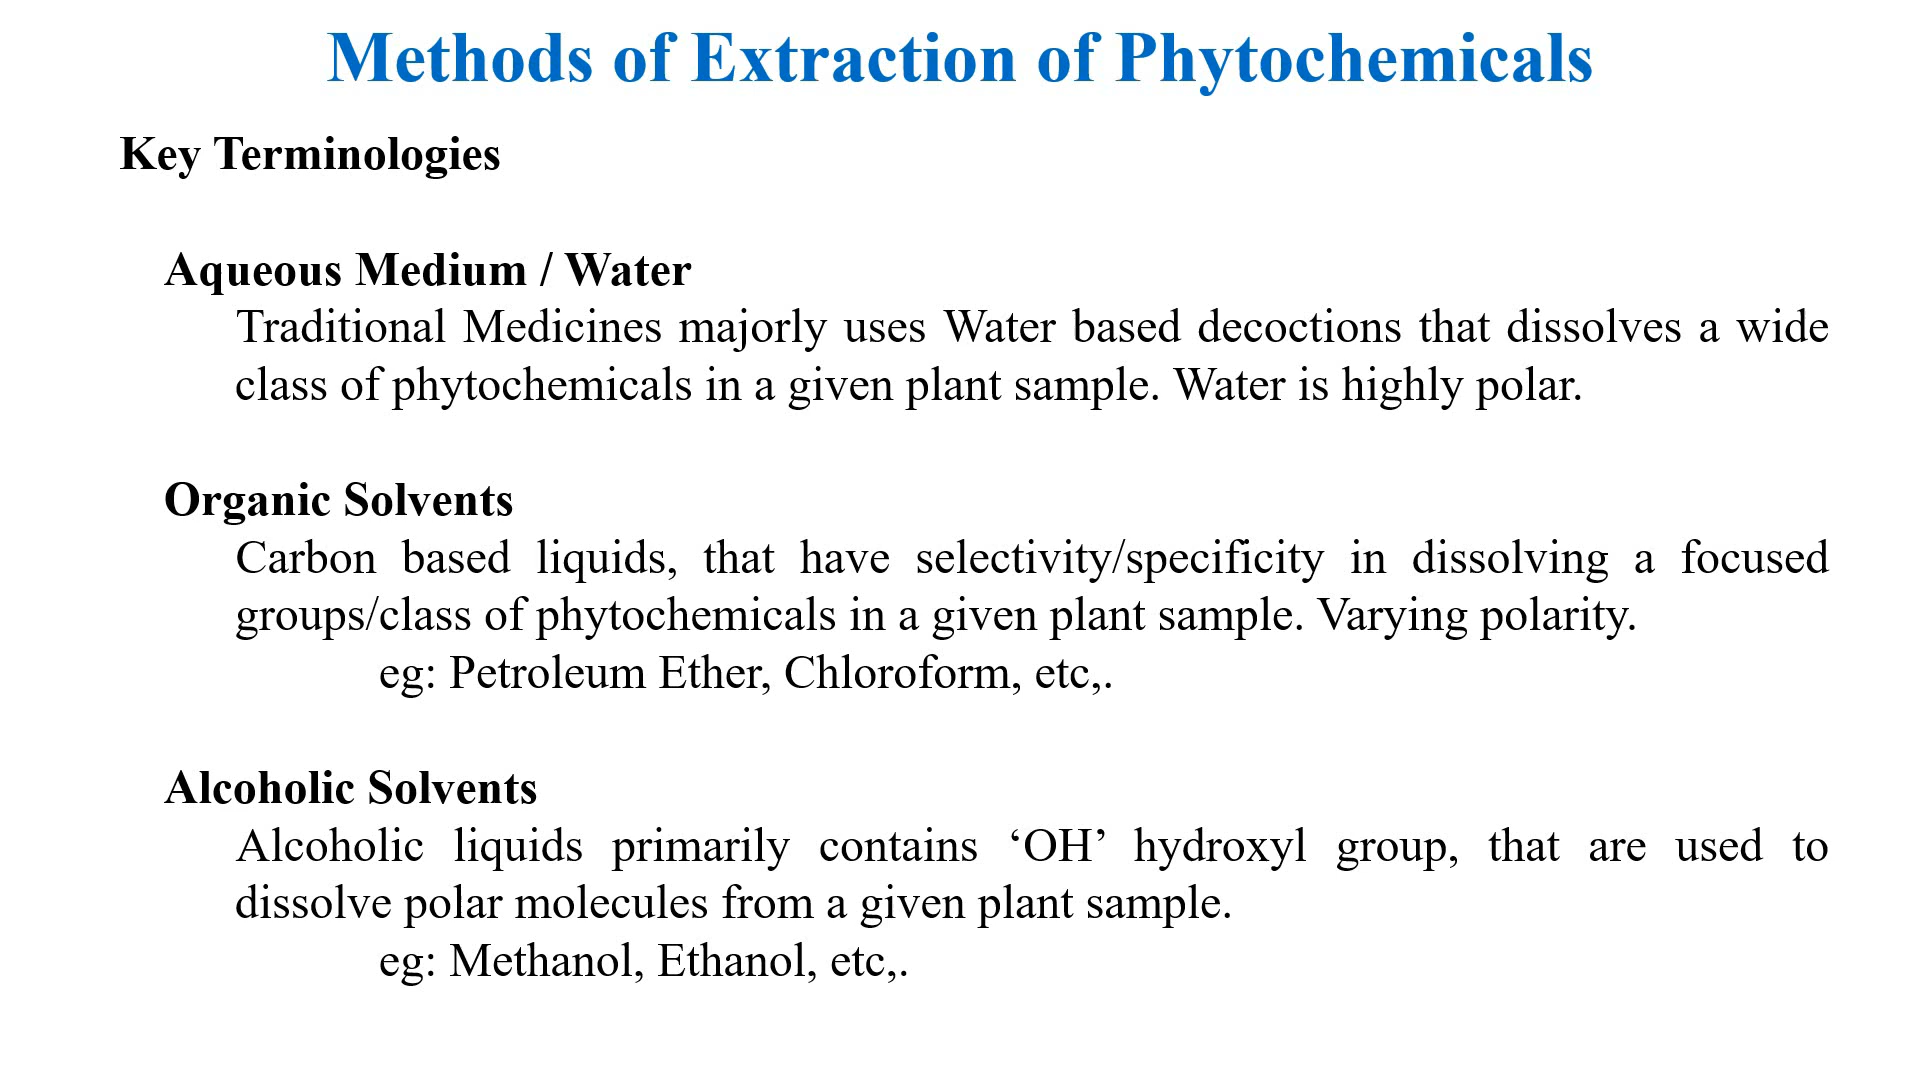 Methods of Extraction of Phytochemicals
Key Terminologies
Aqueous Medium / Water
Traditional Medicines majorly uses Water based decoctions that dissolves a wide
class of phytochemicals in a given plant sample. Water is highly polar.
Organic Solvents
Carbon based liquids, that have selectivity/specificity in dissolving a focused
groups/class of phytochemicals in a given plant sample. Varying polarity.
eg: Petroleum Ether, Chloroform, etc,.
Alcoholic Solvents
Alcoholic liquids primarily contains ‘OH’ hydroxyl group, that are used to
dissolve polar molecules from a given plant sample.
eg: Methanol, Ethanol, etc,.